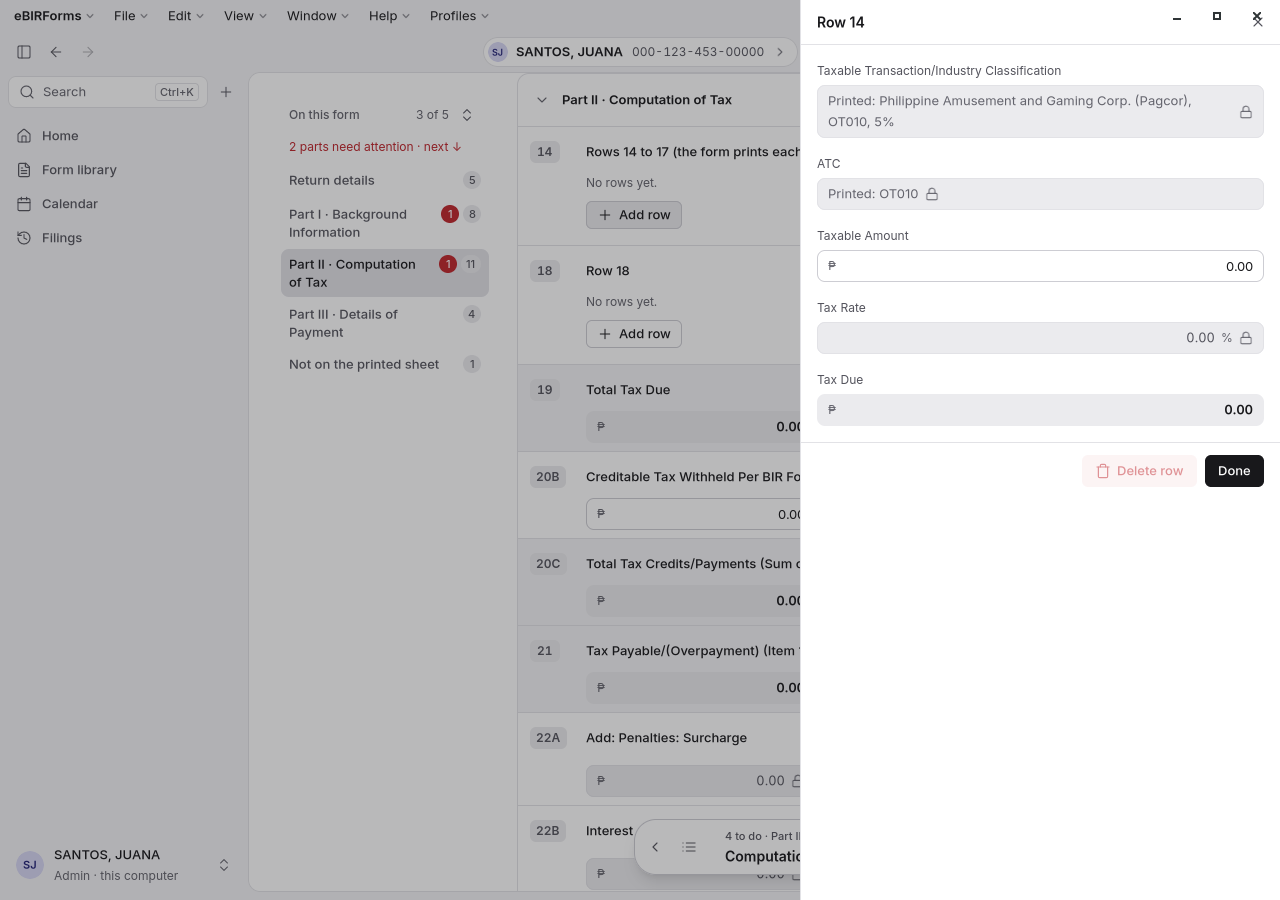 eBIRForms File Edit View Window Help Profiles
SJ SANTOS, JUANA 000-123-453-00000
Search Ctrl+K
Home
Form library
Calendar
Filings
On this form 3 of 5
2 parts need attention · next ↓
Return details 5
Part I · Background Information 1 8
Part II · Computation of Tax 1 11
Part III · Details of Payment 4
Not on the printed sheet 1
Part II · Computation of Tax
14 Rows 14 to 17 (the form prints each
No rows yet.
+ Add row
18 Row 18
No rows yet.
+ Add row
19 Total Tax Due
₱ 0.00
20B Creditable Tax Withheld Per BIR Fo
₱ 0.00
20C Total Tax Credits/Payments (Sum o
₱ 0.00
21 Tax Payable/(Overpayment) (Item
₱ 0.00
22A Add: Penalties: Surcharge
₱ 0.00
22B Interest
₱ 0.00
4 to do · Part II
Computatio
SJ SANTOS, JUANA
Admin · this computer
Row 14
Taxable Transaction/Industry Classification
Printed: Philippine Amusement and Gaming Corp. (Pagcor),
OT010, 5%
ATC
Printed: OT010
Taxable Amount
₱ 0.00
Tax Rate
0.00 %
Tax Due
₱ 0.00
Delete row Done